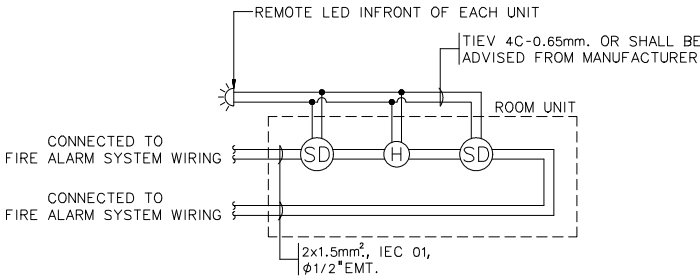 REMOTE LED INFRONT OF EACH UNIT
TIEV 4C-0.65mm. OR SHALL BE
ADVISED FROM MANUFACTURER
ROOM UNIT
CONNECTED TO
FIRE ALARM SYSTEM WIRING
SD
H
SD
CONNECTED TO
FIRE ALARM SYSTEM WIRING
2x1.5mm², IEC 01,
φ1/2"EMT.